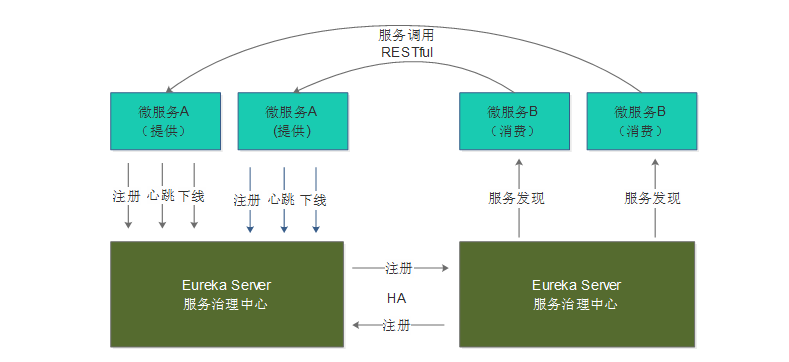 服务调用
RESTful
微服务A
（提供）
微服务A
(提供)
微服务B
（消费）
微服务B
（消费）
注册
心跳
下线
注册
心跳
下线
服务发现
服务发现
Eureka Server
服务治理中心
注册
HA
注册
Eureka Server
服务治理中心